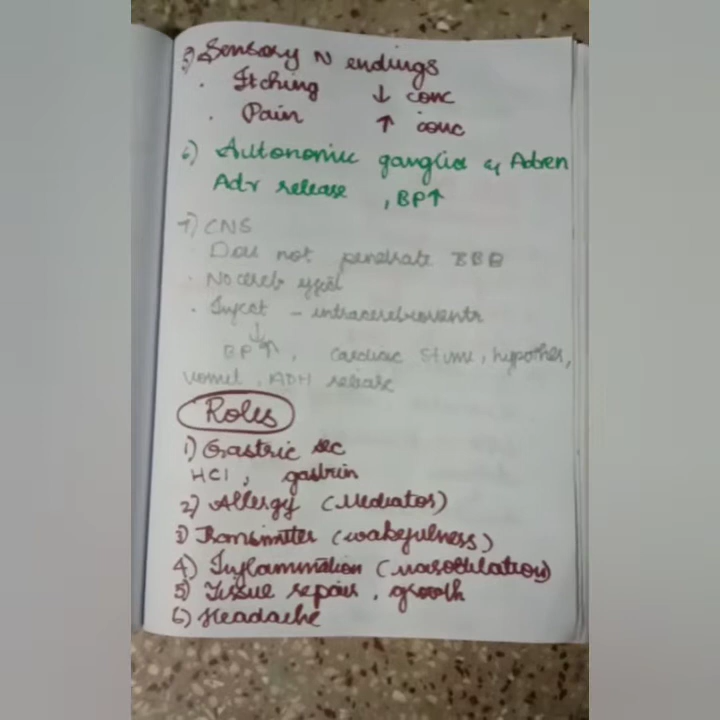 5) Sensory N endings
. Itching ↓ conc
. Pain ↑ conc
6) Autonomic ganglia & Adren
Adr release , BP↑
7) CNS
Does not penetrate BBB
. No cereb effect
. Inject - intracerebroventr
↓
BP↑, Cardiac Stimu, hypother,
vomit, ADH release
Roles
1) Gastric sec
HCl, gastrin
2) Allergy (Mediator)
3) Transmitter (wakefulness)
4) Inflammation (vasodilation)
5) Tissue repair, growth
6) Headache